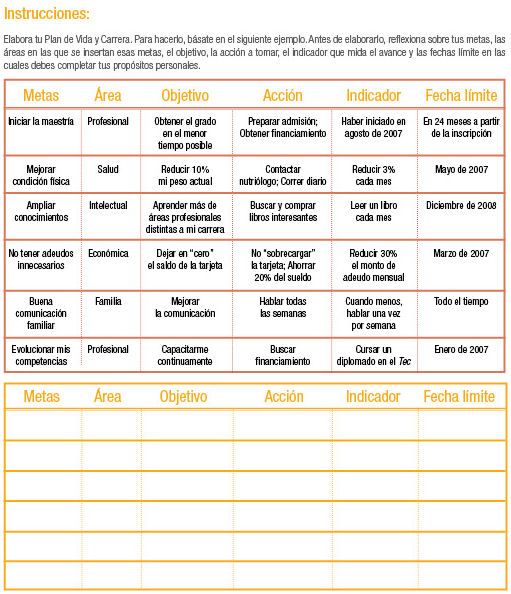 Instrucciones:
Elabora tu Plan de Vida y Carrera. Para hacerlo, básate en el siguiente ejemplo. Antes de elaborarlo, reflexiona sobre tus metas, las
áreas en las que se insertan esas metas, el objetivo, la acción a tomar, el indicador que mida el avance y las fechas límite en las
cuales debes completar tus propósitos personales.
Metas Área Objetivo Acción Indicador Fecha límite
Iniciar la maestría Profesional Obtener el grado Preparar admisión; Haber iniciado en En 24 meses a partir
en el menor Obtener financiamiento agosto de 2007 de la inscripción
tiempo posible
Mejorar Salud Reducir 10% Contactar Reducir 3% Mayo de 2007
condición física mi peso actual nutriólogo; Correr diario cada mes
Ampliar Intelectual Aprender más de Buscar y comprar Leer un libro Diciembre de 2008
conocimientos áreas profesionales libros interesantes cada mes
distintas a mi carrera
No tener adeudos Económica Dejar en “cero” No “sobrecargar” Reducir 30% Marzo de 2007
innecesarios el saldo de la tarjeta la tarjeta; Ahorrar el monto de
20% del sueldo adeudo mensual
Buena Familia Mejorar Hablar todas Cuando menos, Todo el tiempo
comunicación la comunicación las semanas hablar una vez
familiar por semana
Evolucionar mis Profesional Capacitarme Buscar Cursar un Enero de 2007
competencias continuamente financiamiento diplomado en el Tec
Metas Área Objetivo Acción Indicador Fecha límite